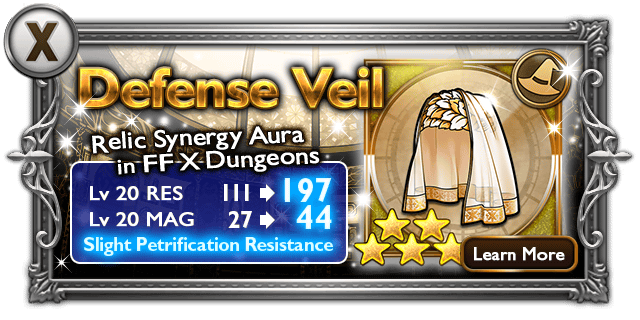 X
Defense Veil
Relic Synergy Aura
in FF X Dungeons
Lv 20 RES 111 → 197
Lv 20 MAG 27 → 44
Slight Petrification Resistance
Learn More